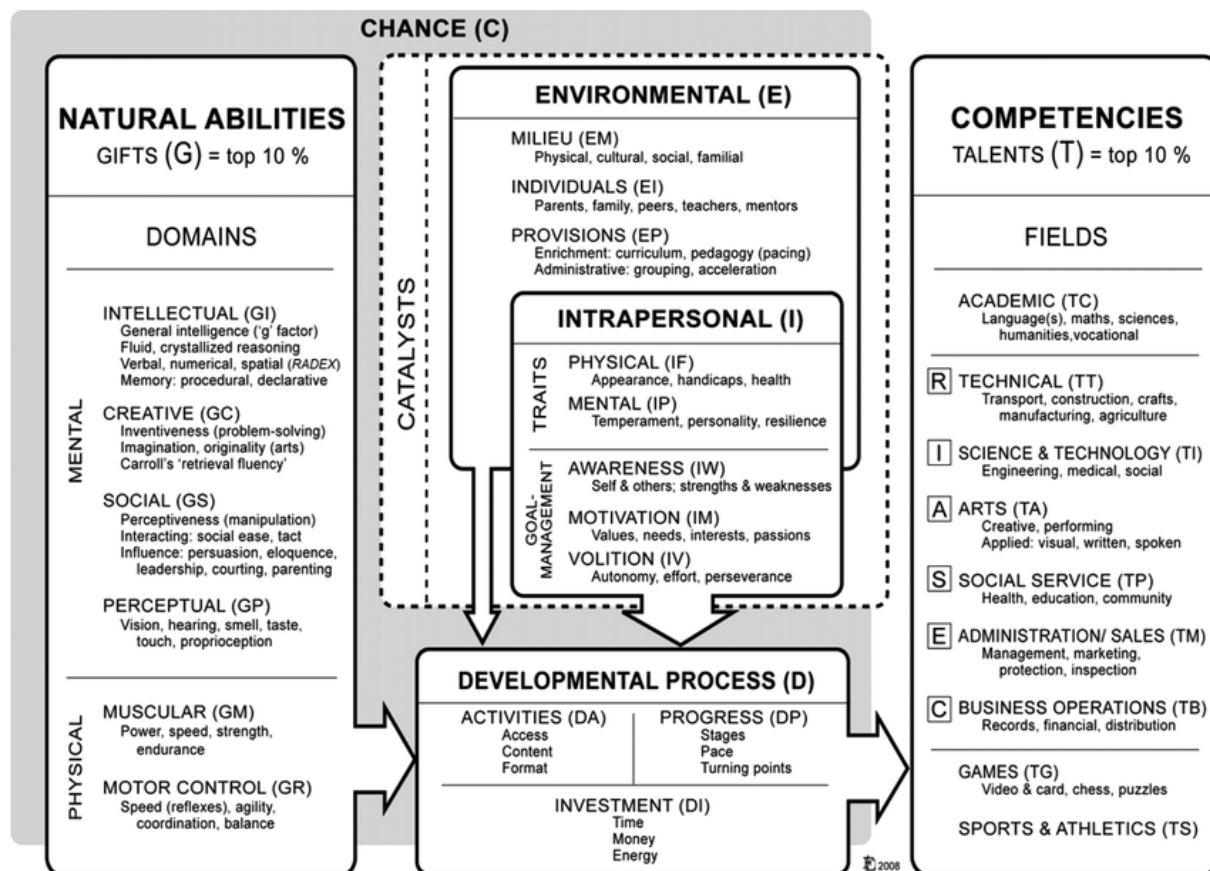 CHANCE (C)
NATURAL ABILITIES
GIFTS (G) = top 10 %
DOMAINS
MENTAL
INTELLECTUAL (GI)
General intelligence (‘g’ factor)
Fluid, crystallized reasoning
Verbal, numerical, spatial (RADEX)
Memory: procedural, declarative
CREATIVE (GC)
Inventiveness (problem-solving)
Imagination, originality (arts)
Carroll’s ‘retrieval fluency’
SOCIAL (GS)
Perceptiveness (manipulation)
Interacting: social ease, tact
Influence: persuasion, eloquence,
leadership, courting, parenting
PERCEPTUAL (GP)
Vision, hearing, smell, taste,
touch, proprioception
PHYSICAL
MUSCULAR (GM)
Power, speed, strength,
endurance
MOTOR CONTROL (GR)
Speed (reflexes), agility,
coordination, balance
CATALYSTS
ENVIRONMENTAL (E)
MILIEU (EM)
Physical, cultural, social, familial
INDIVIDUALS (EI)
Parents, family, peers, teachers, mentors
PROVISIONS (EP)
Enrichment: curriculum, pedagogy (pacing)
Administrative: grouping, acceleration
INTRAPERSONAL (I)
TRAITS
PHYSICAL (IF)
Appearance, handicaps, health
MENTAL (IP)
Temperament, personality, resilience
GOAL-
MANAGEMENT
AWARENESS (IW)
Self & others; strengths & weaknesses
MOTIVATION (IM)
Values, needs, interests, passions
VOLITION (IV)
Autonomy, effort, perseverance
DEVELOPMENTAL PROCESS (D)
ACTIVITIES (DA)
Access
Content
Format
PROGRESS (DP)
Stages
Pace
Turning points
INVESTMENT (DI)
Time
Money
Energy
2008
COMPETENCIES
TALENTS (T) = top 10 %
FIELDS
ACADEMIC (TC)
Language(s), maths, sciences,
humanities,vocational
R TECHNICAL (TT)
Transport, construction, crafts,
manufacturing, agriculture
I SCIENCE & TECHNOLOGY (TI)
Engineering, medical, social
A ARTS (TA)
Creative, performing
Applied: visual, written, spoken
S SOCIAL SERVICE (TP)
Health, education, community
E ADMINISTRATION/ SALES (TM)
Management, marketing,
protection, inspection
C BUSINESS OPERATIONS (TB)
Records, financial, distribution
GAMES (TG)
Video & card, chess, puzzles
SPORTS & ATHLETICS (TS)